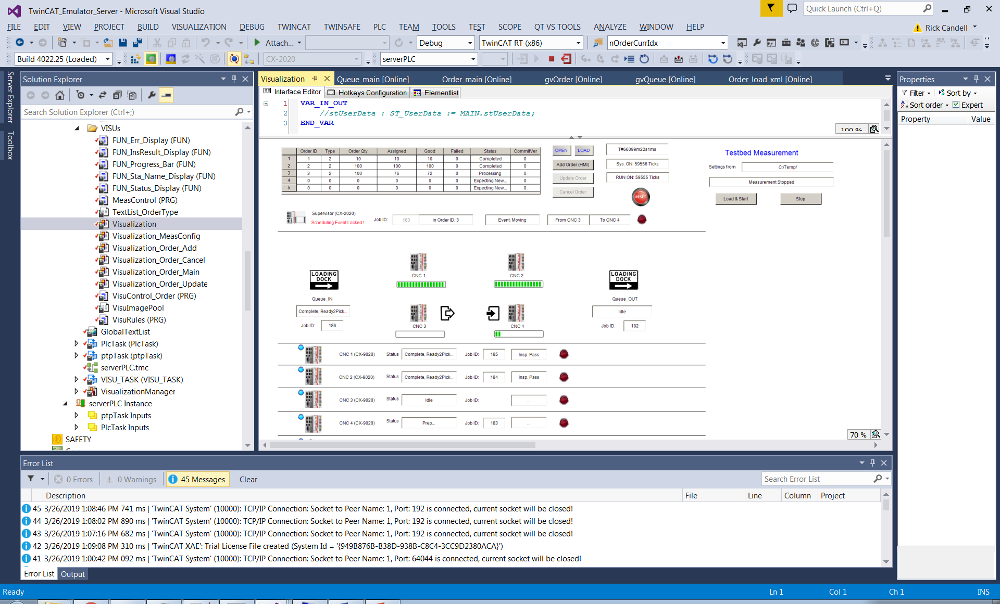 TwinCAT_Emulator_Server - Microsoft Visual Studio
Quick Launch (Ctrl+Q)
FILE EDIT VIEW PROJECT BUILD VISUALIZATION DEBUG TWINCAT TWINSAFE PLC TEAM TOOLS TEST SCOPE QT VS TOOLS ANALYZE WINDOW HELP
Rick Candell
Attach... Debug TwinCAT RT (x86) nOrderCurrIdx
Build 4022.25 (Loaded) CX-2020 serverPLC
Server Explorer
Toolbox
Solution Explorer
Search Solution Explorer (Ctrl+;)
VISUs
FUN_Err_Display (FUN)
FUN_InsResult_Display (FUN)
FUN_Progress_Bar (FUN)
FUN_Sta_Name_Display (FUN)
FUN_Status_Display (FUN)
MeasControl (PRG)
TextList_OrderType
Visualization
Visualization_MeasConfig
Visualization_Order_Add
Visualization_Order_Cancel
Visualization_Order_Main
Visualization_Order_Update
VisuControl_Order (PRG)
VisuImagePool
VisuRules (PRG)
GlobalTextList
PlcTask (PlcTask)
ptpTask (ptpTask)
serverPLC.tmc
VISU_TASK (VISU_TASK)
VisualizationManager
serverPLC Instance
ptpTask Inputs
PlcTask Inputs
SAFETY
Visualization Queue_main [Online] Order_main [Online] gvOrder [Online] gvQueue [Online] Order_load_xml [Online]
Interface Editor Hotkeys Configuration Elementlist
1 VAR_IN_OUT
2 //stUserData : ST_UserData := MAIN.stUserData;
3 END_VAR
100 %
Order ID Type Order Qty. Assigned Good Failed Status CommitVer
1 1 2 10 10 10 0 Completed 0
2 2 2 100 100 100 0 Completed 0
3 3 2 100 76 72 0 Processing 0
4 0 0 0 0 0 0 Expecting New... 0
5 0 0 0 0 0 0 Expecting New... 0
OPEN LOAD
Add Order (HMI)
Update Order
Cancel Order
T#66099m22s1ms
Sys. ON: 59556 Ticks
RUN ON: 59555 Ticks
RESET
Testbed Measurement
Settings from C:/Temp/
Measurement Stopped
Load & Start Stop
Supervisor (CX-2020)
Scheduling Event Locked !
Job ID: 183 in Order ID: 3 Event: Moving From CNC 3 To CNC 4
LOADING DOCK
Queue_IN
Complete, Ready2Pick...
Job ID: 186
CNC 1
CNC 2
CNC 3
CNC 4
LOADING DOCK
Queue_OUT
Idle
Job ID: 182
CNC 1 (CX-9020) Status Complete, Ready2Pick... Job ID: 185 Insp. Pass
CNC 2 (CX-9020) Status Complete, Ready2Pick... Job ID: 184 Insp. Pass
CNC 3 (CX-9020) Status Idle Job ID: ...
CNC 4 (CX-9020) Status Prep... Job ID: 183 ...
70 %
Properties
Filter Sort by
Sort order Expert
Property Value
Error List
0 Errors 0 Warnings 45 Messages Clear
Search Error List
Description File Line Column Project
45 3/26/2019 1:08:46 PM 741 ms | 'TwinCAT System' (10000): TCP/IP Connection: Socket to Peer Name: 1, Port: 192 is connected, current socket will be closed!
44 3/26/2019 1:08:02 PM 890 ms | 'TwinCAT System' (10000): TCP/IP Connection: Socket to Peer Name: 1, Port: 192 is connected, current socket will be closed!
43 3/26/2019 1:07:16 PM 682 ms | 'TwinCAT System' (10000): TCP/IP Connection: Socket to Peer Name: 1, Port: 192 is connected, current socket will be closed!
42 3/26/2019 1:09:08 PM 310 ms | 'TwinCAT XAE': Trial License File created (System Id = '{949B876B-B38D-938B-C8C4-3CC9D2380ACA}')
41 3/26/2019 1:00:42 PM 092 ms | 'TwinCAT System' (10000): TCP/IP Connection: Socket to Peer Name: 1, Port: 64044 is connected, current socket will be closed!
Error List Output
Ready Ln 1 Col 1 Ch 1 INS